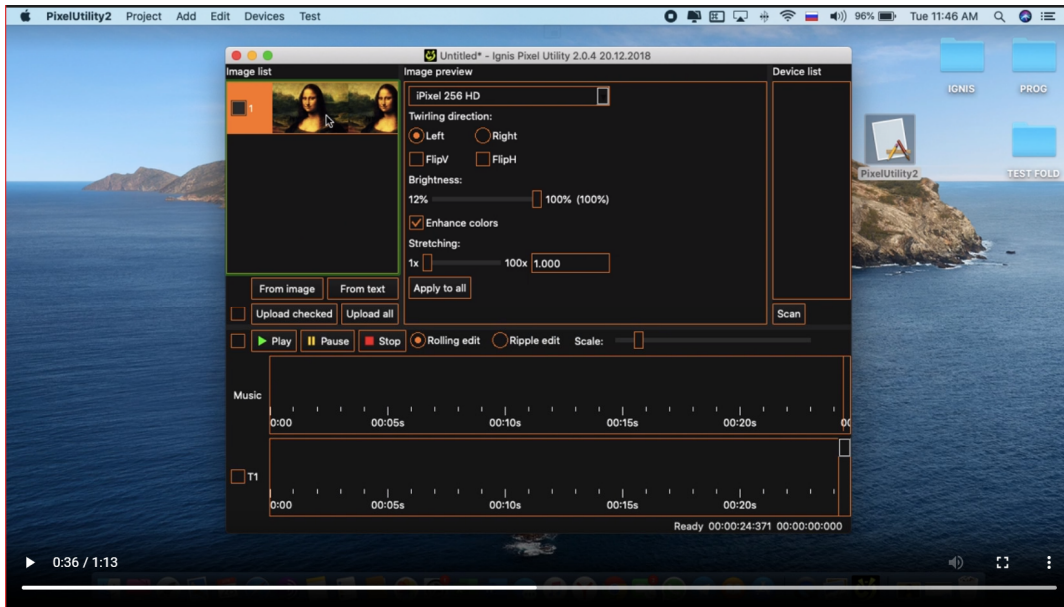 PixelUtility2 Project Add Edit Devices Test 96% Tue 11:46 AM
Untitled* - Ignis Pixel Utility 2.0.4 20.12.2018
Image list Image preview Device list
1
iPixel 256 HD
Twirling direction:
Left Right
FlipV FlipH
Brightness:
12% 100% (100%)
Enhance colors
Stretching:
1x 100x 1.000
From image From text Apply to all
Upload checked Upload all Scan
Play Pause Stop Rolling edit Ripple edit Scale:
Music
0:00 00:05s 00:10s 00:15s 00:20s 00
T1
0:00 00:05s 00:10s 00:15s 00:20s
Ready 00:00:24:371 00:00:00:000
IGNIS PROG
PixelUtility2 TEST FOLD
0:36 / 1:13